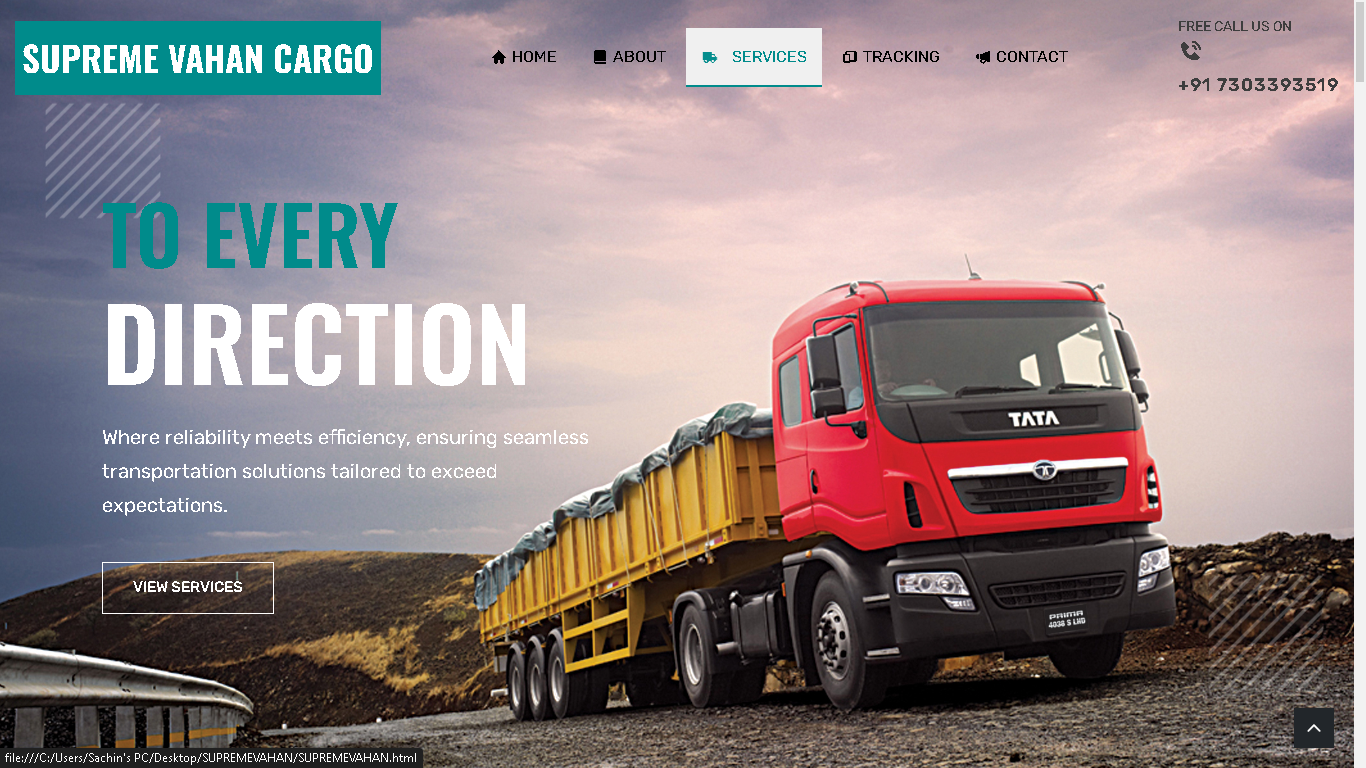 SUPREME VAHAN CARGO
HOME
ABOUT
SERVICES
TRACKING
CONTACT
FREE CALL US ON
+91 7303393519
TO EVERY
DIRECTION
Where reliability meets efficiency, ensuring seamless
transportation solutions tailored to exceed
expectations.
VIEW SERVICES
TATA
PRIMA
4038 S LHD
file:///C:/Users/Sachin's PC/Desktop/SUPREMEVAHAN/SUPREMEVAHAN.html